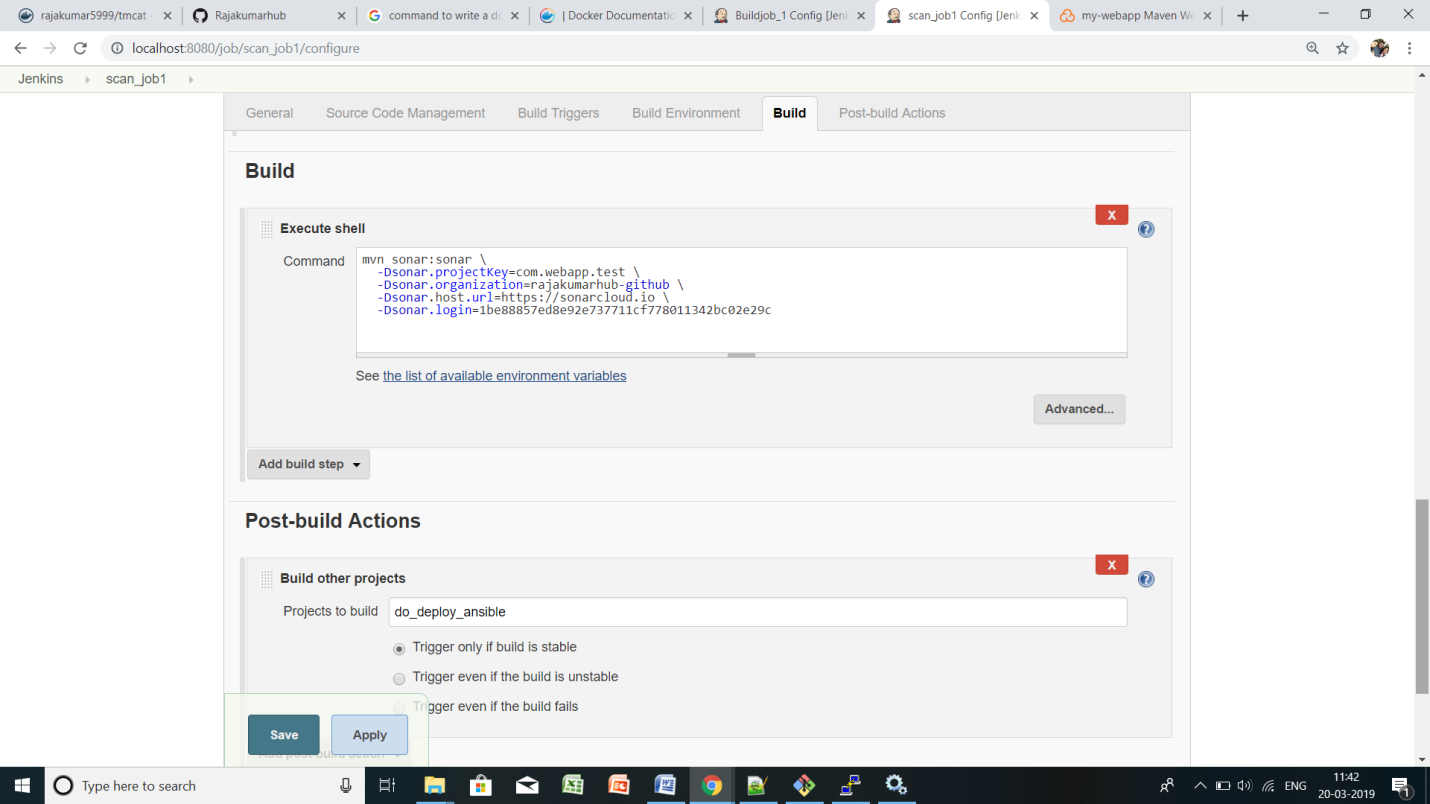 rajakumar5999/tmcat -
Rajakumarhub
command to write a do
| Docker Documentatio
Buildjob_1 Config [Jenk
scan_job1 Config [Jenk
my-webapp Maven We
localhost:8080/job/scan_job1/configure
Jenkins
scan_job1
General
Source Code Management
Build Triggers
Build Environment
Build
Post-build Actions
Build
Execute shell
X
Command
mvn sonar:sonar \
-Dsonar.projectKey=com.webapp.test \
-Dsonar.organization=rajakumarhub-github \
-Dsonar.host.url=https://sonarcloud.io \
-Dsonar.login=1be88857ed8e92e737711cf778011342bc02e29c
See the list of available environment variables
Advanced...
Add build step
Post-build Actions
Build other projects
X
Projects to build
do_deploy_ansible
Trigger only if build is stable
Trigger even if the build is unstable
Trigger even if the build fails
Save
Apply
Add post-build action
Type here to search
ENG
11:42
20-03-2019
1